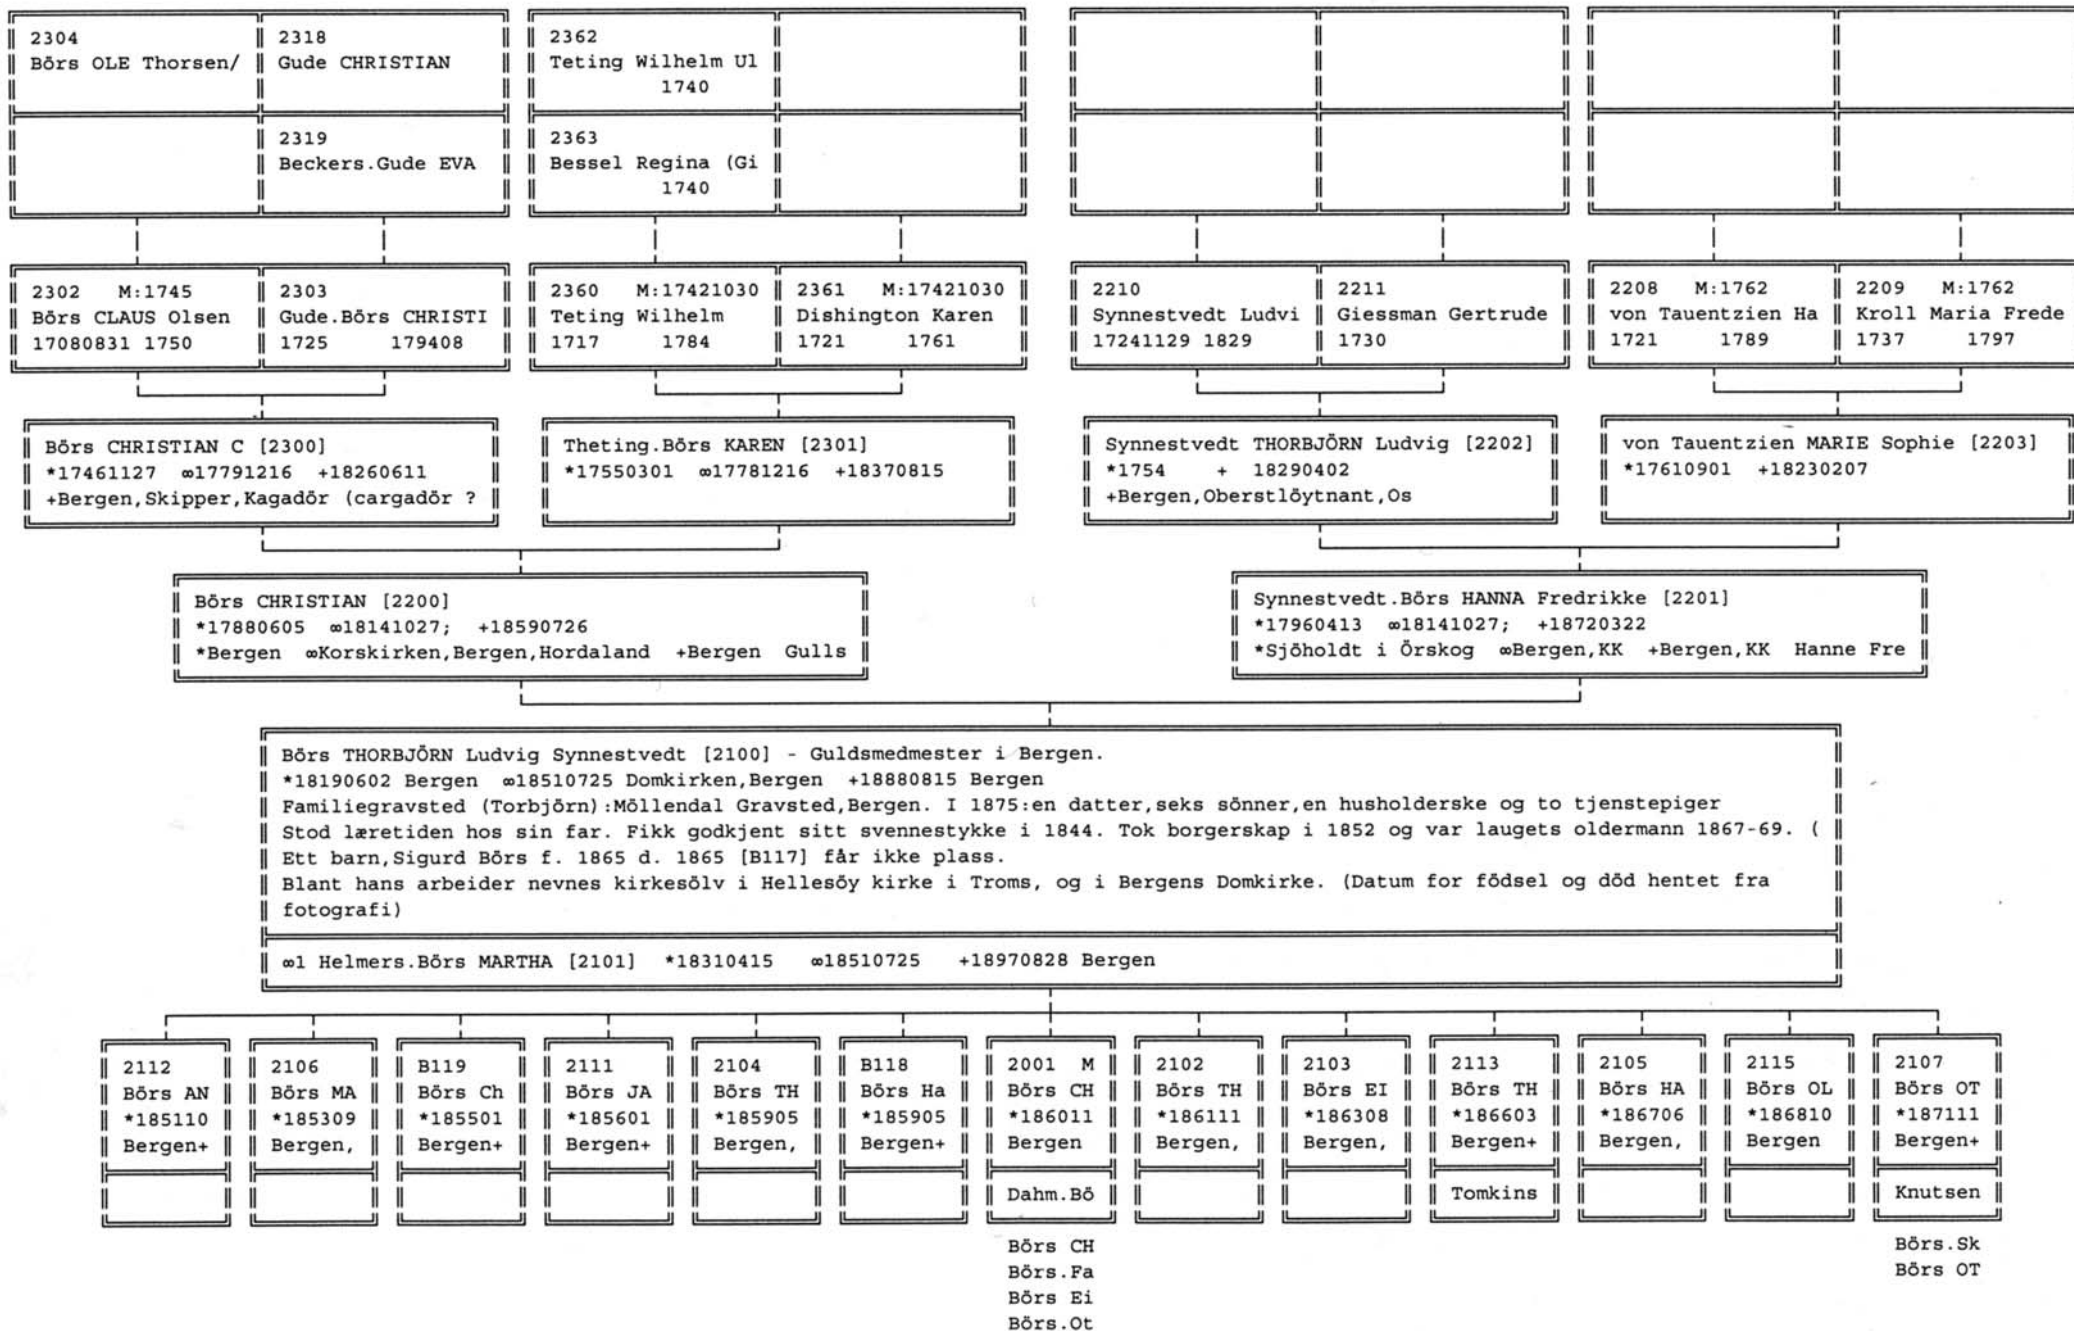 2304
Börs OLE Thorsen/
2318
Gude CHRISTIAN
2362
Teting Wilhelm Ul
1740
2319
Beckers.Gude EVA
2363
Bessel Regina (Gi
1740
2302 M:1745
Börs CLAUS Olsen
17080831 1750
2303
Gude.Börs CHRISTI
1725 179408
2360 M:17421030
Teting Wilhelm
1717 1784
2361 M:17421030
Dishington Karen
1721 1761
2210
Synnestvedt Ludvi
17241129 1829
2211
Giessman Gertrude
1730
2208 M:1762
von Tauentzien Ha
1721 1789
2209 M:1762
Kroll Maria Frede
1737 1797
Börs CHRISTIAN C [2300]
*17461127 ∞17791216 +18260611
+Bergen,Skipper,Kagadör (cargadör ?
Theting.Börs KAREN [2301]
*17550301 ∞17781216 +18370815
Synnestvedt THORBJÖRN Ludvig [2202]
*1754 + 18290402
+Bergen,Oberstlöytnant,Os
von Tauentzien MARIE Sophie [2203]
*17610901 +18230207
Börs CHRISTIAN [2200]
*17880605 ∞18141027; +18590726
*Bergen ∞Korskirken,Bergen,Hordaland +Bergen Gulls
Synnestvedt.Börs HANNA Fredrikke [2201]
*17960413 ∞18141027; +18720322
*Sjöholdt i Örskog ∞Bergen,KK +Bergen,KK Hanne Fre
Börs THORBJÖRN Ludvig Synnestvedt [2100] - Guldsmedmester i Bergen.
*18190602 Bergen ∞18510725 Domkirken,Bergen +18880815 Bergen
Familiegravsted (Torbjörn):Möllendal Gravsted,Bergen. I 1875:en datter,seks sönner,en husholderske og to tjenstepiger
Stod læretiden hos sin far. Fikk godkjent sitt svennestykke i 1844. Tok borgerskap i 1852 og var laugets oldermann 1867-69. (
Ett barn,Sigurd Börs f. 1865 d. 1865 [B117] får ikke plass.
Blant hans arbeider nevnes kirkesölv i Hellesöy kirke i Troms, og i Bergens Domkirke. (Datum for födsel og död hentet fra
fotografi)
∞1 Helmers.Börs MARTHA [2101] *18310415 ∞18510725 +18970828 Bergen
2112
Börs AN
*185110
Bergen+
2106
Börs MA
*185309
Bergen,
B119
Börs Ch
*185501
Bergen+
2111
Börs JA
*185601
Bergen+
2104
Börs TH
*185905
Bergen,
B118
Börs Ha
*185905
Bergen+
2001 M
Börs CH
*186011
Bergen
Dahm.Bö
Börs CH
Börs.Fa
Börs Ei
Börs.Ot
2102
Börs TH
*186111
Bergen,
2103
Börs EI
*186308
Bergen,
2113
Börs TH
*186603
Bergen+
Tomkins
2105
Börs HA
*186706
Bergen,
2115
Börs OL
*186810
Bergen
2107
Börs OT
*187111
Bergen+
Knutsen
Börs.Sk
Börs OT